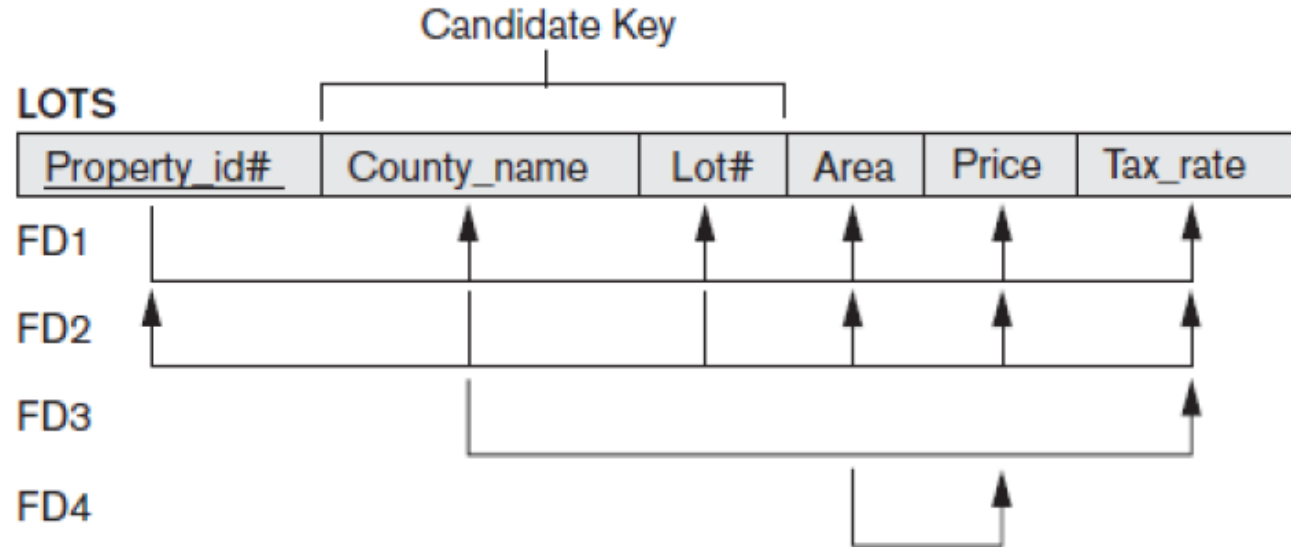 Candidate Key
LOTS
Property_id# County_name Lot# Area Price Tax_rate
FD1
FD2
FD3
FD4